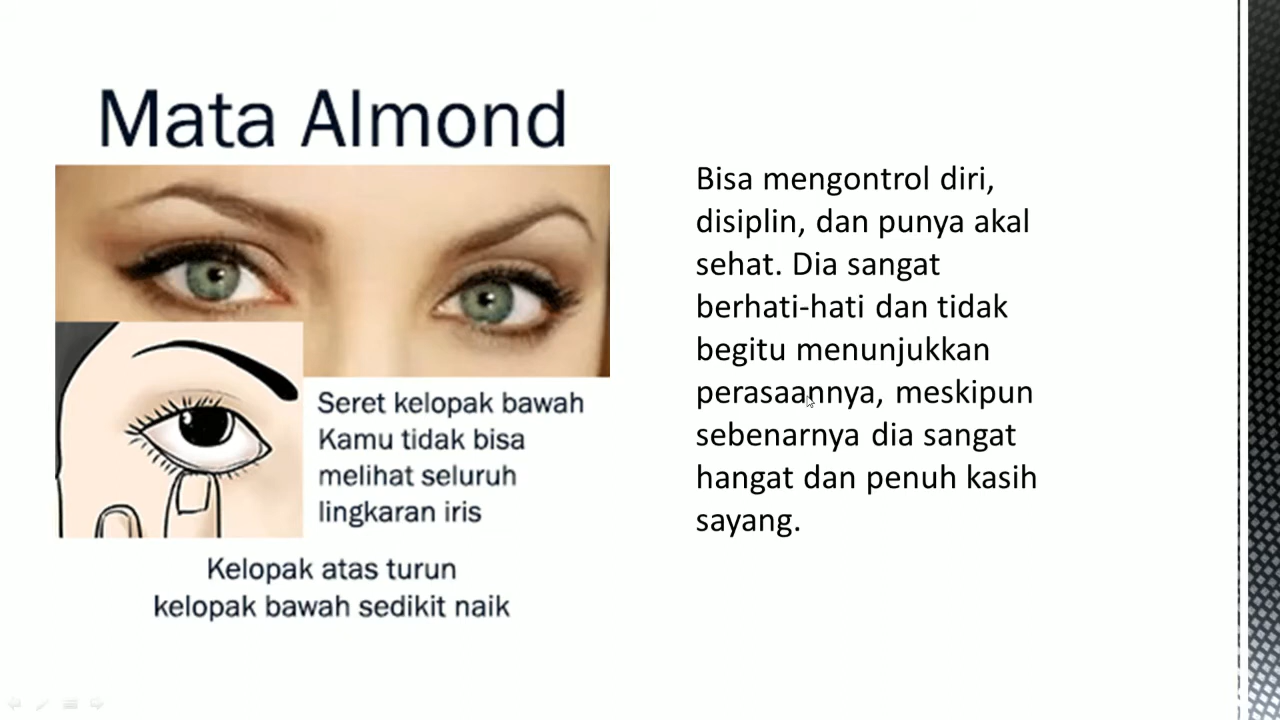 Mata Almond
Seret kelopak bawah
Kamu tidak bisa
melihat seluruh
lingkaran iris
Kelopak atas turun
kelopak bawah sedikit naik
Bisa mengontrol diri,
disiplin, dan punya akal
sehat. Dia sangat
berhati-hati dan tidak
begitu menunjukkan
perasaannya, meskipun
sebenarnya dia sangat
hangat dan penuh kasih
sayang.